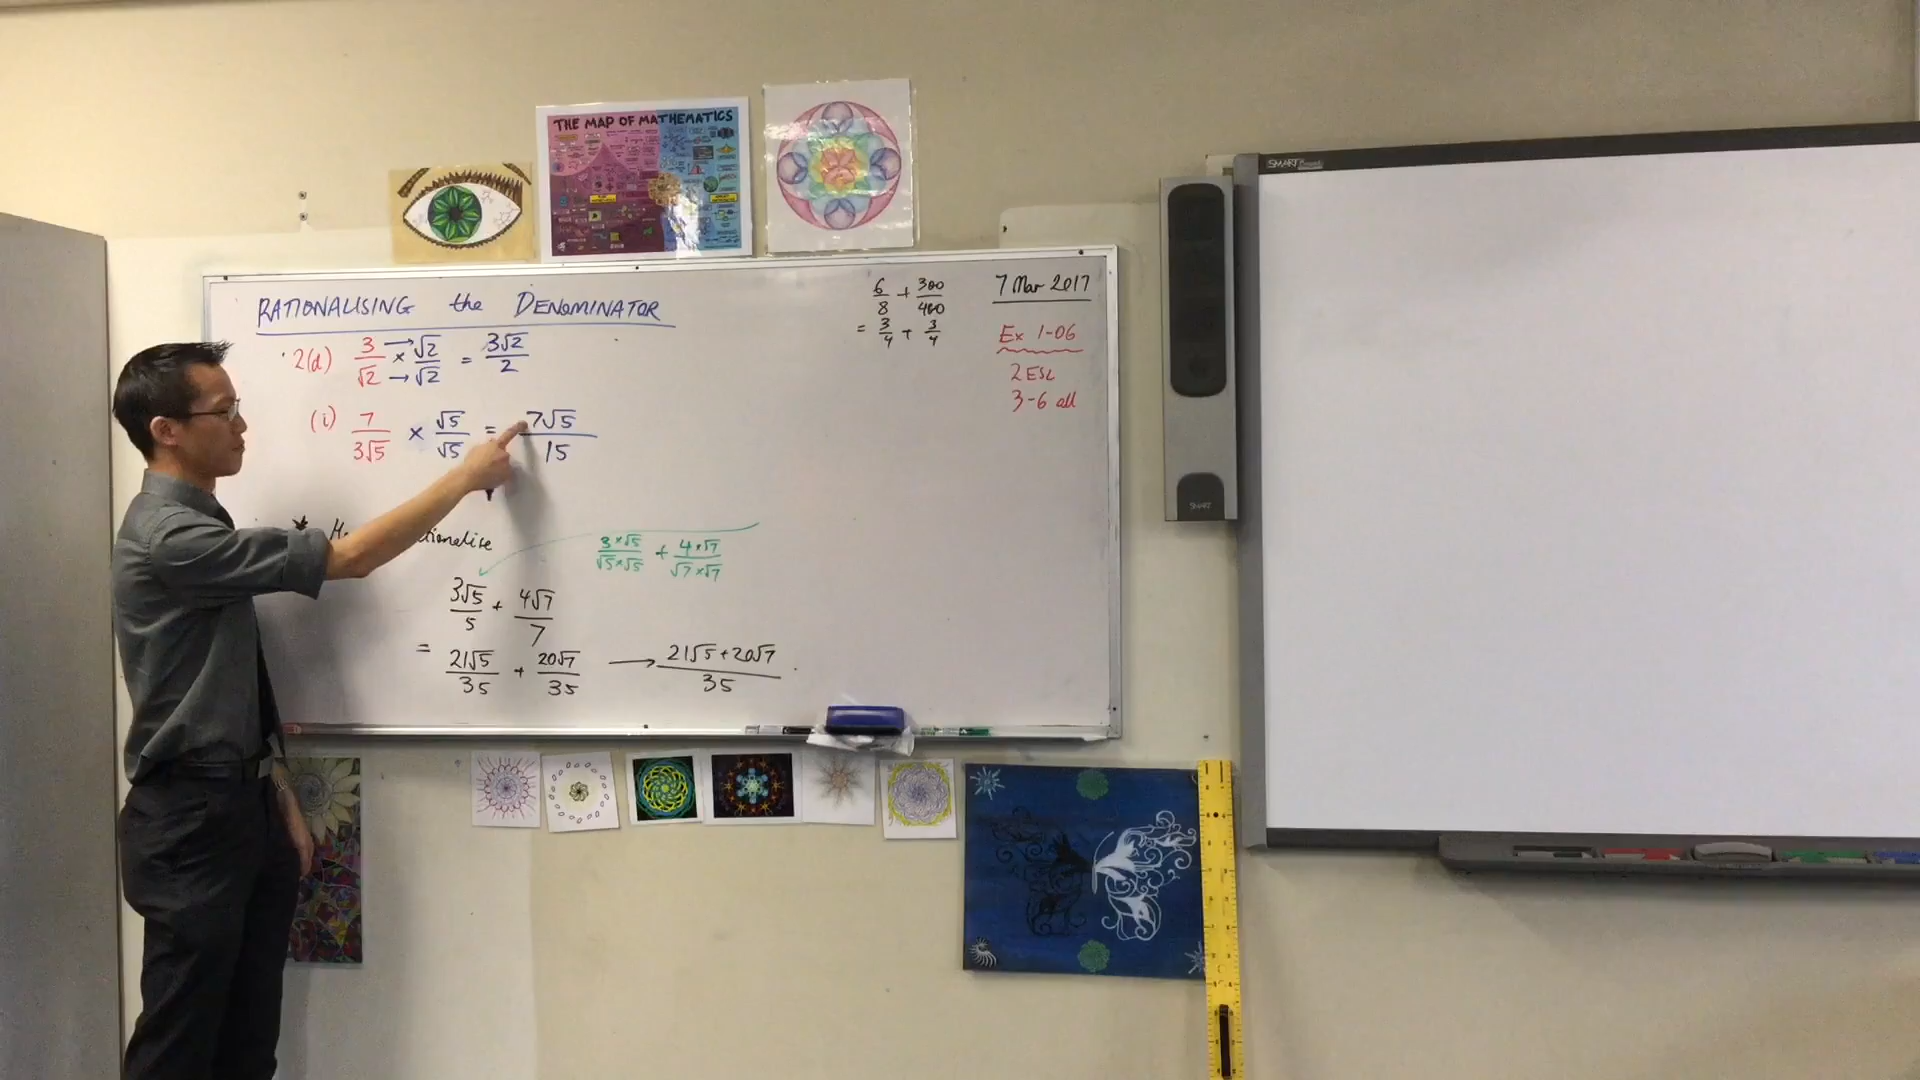 THE MAP OF MATHEMATICS
SMART
RATIONALISING the DENOMINATOR
2(d) 3/√2 × √2/√2 = 3√2/2
(i) 7/3√5 × √5/√5 = 7√5/15
3×√5/√5×√5 + 4×√7/√7×√7
3√5/5 + 4√7/7
= 21√5/35 + 20√7/35 → 21√5+20√7/35
6/8 + 300/400
= 3/4 + 3/4
7 Mar 2017
Ex 1-06
2 ESL
3-6 all
SMART